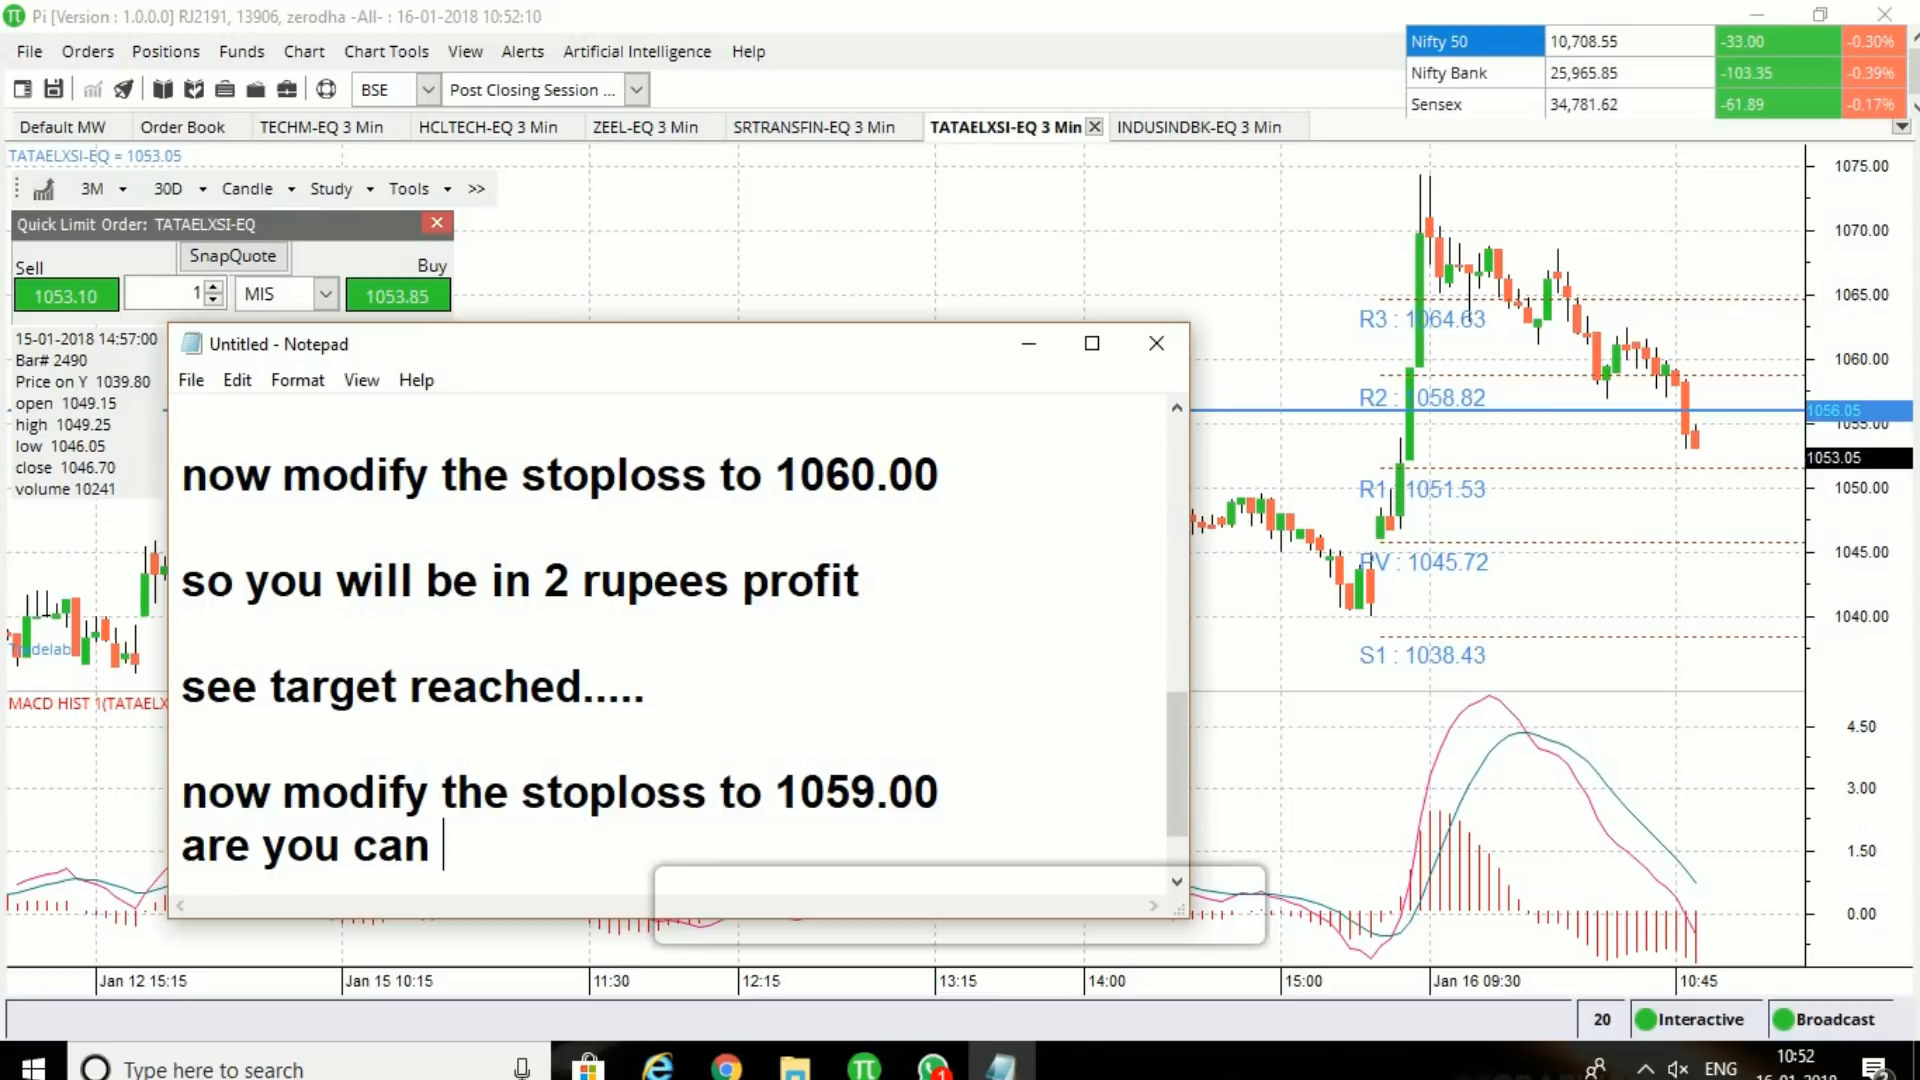 Pi [Version : 1.0.0.0] RJ2191, 13906, zerodha -All- : 16-01-2018 10:52:10
File Orders Positions Funds Chart Chart Tools View Alerts Artificial Intelligence Help
Nifty 50 10,708.55 -33.00 -0.30%
Nifty Bank 25,965.85 -103.35 -0.39%
Sensex 34,781.62 -61.89 -0.17%
BSE Post Closing Session ...
Default MW Order Book TECHM-EQ 3 Min HCLTECH-EQ 3 Min ZEEL-EQ 3 Min SRTRANSFIN-EQ 3 Min TATAELXSI-EQ 3 Min INDUSINDBK-EQ 3 Min
TATAELXSI-EQ = 1053.05
3M 30D Candle Study Tools >>
Quick Limit Order: TATAELXSI-EQ
SnapQuote
Sell Buy
1053.10 1 MIS 1053.85
15-01-2018 14:57:00
Bar# 2490
Price on Y 1039.80
open 1049.15
high 1049.25
low 1046.05
close 1046.70
volume 10241
Untitled - Notepad
File Edit Format View Help
now modify the stoploss to 1060.00
so you will be in 2 rupees profit
see target reached.....
now modify the stoploss to 1059.00
are you can
R3 : 1064.63
R2 : 1058.82
R1 : 1051.53
PV : 1045.72
S1 : 1038.43
1075.00
1070.00
1065.00
1060.00
1056.05
1055.00
1053.05
1050.00
1045.00
1040.00
MACD HIST 1(TATAELX
4.50
3.00
1.50
0.00
Jan 12 15:15 Jan 15 10:15 11:30 12:15 13:15 14:00 15:00 Jan 16 09:30 10:45
20 Interactive Broadcast
Type here to search
1
ENG
10:52
16-01-2018